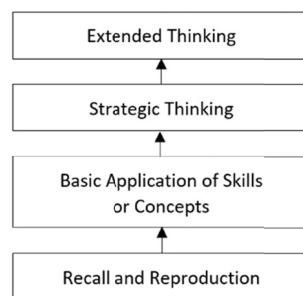 Extended Thinking
Strategic Thinking
Basic Application of Skills
or Concepts
Recall and Reproduction